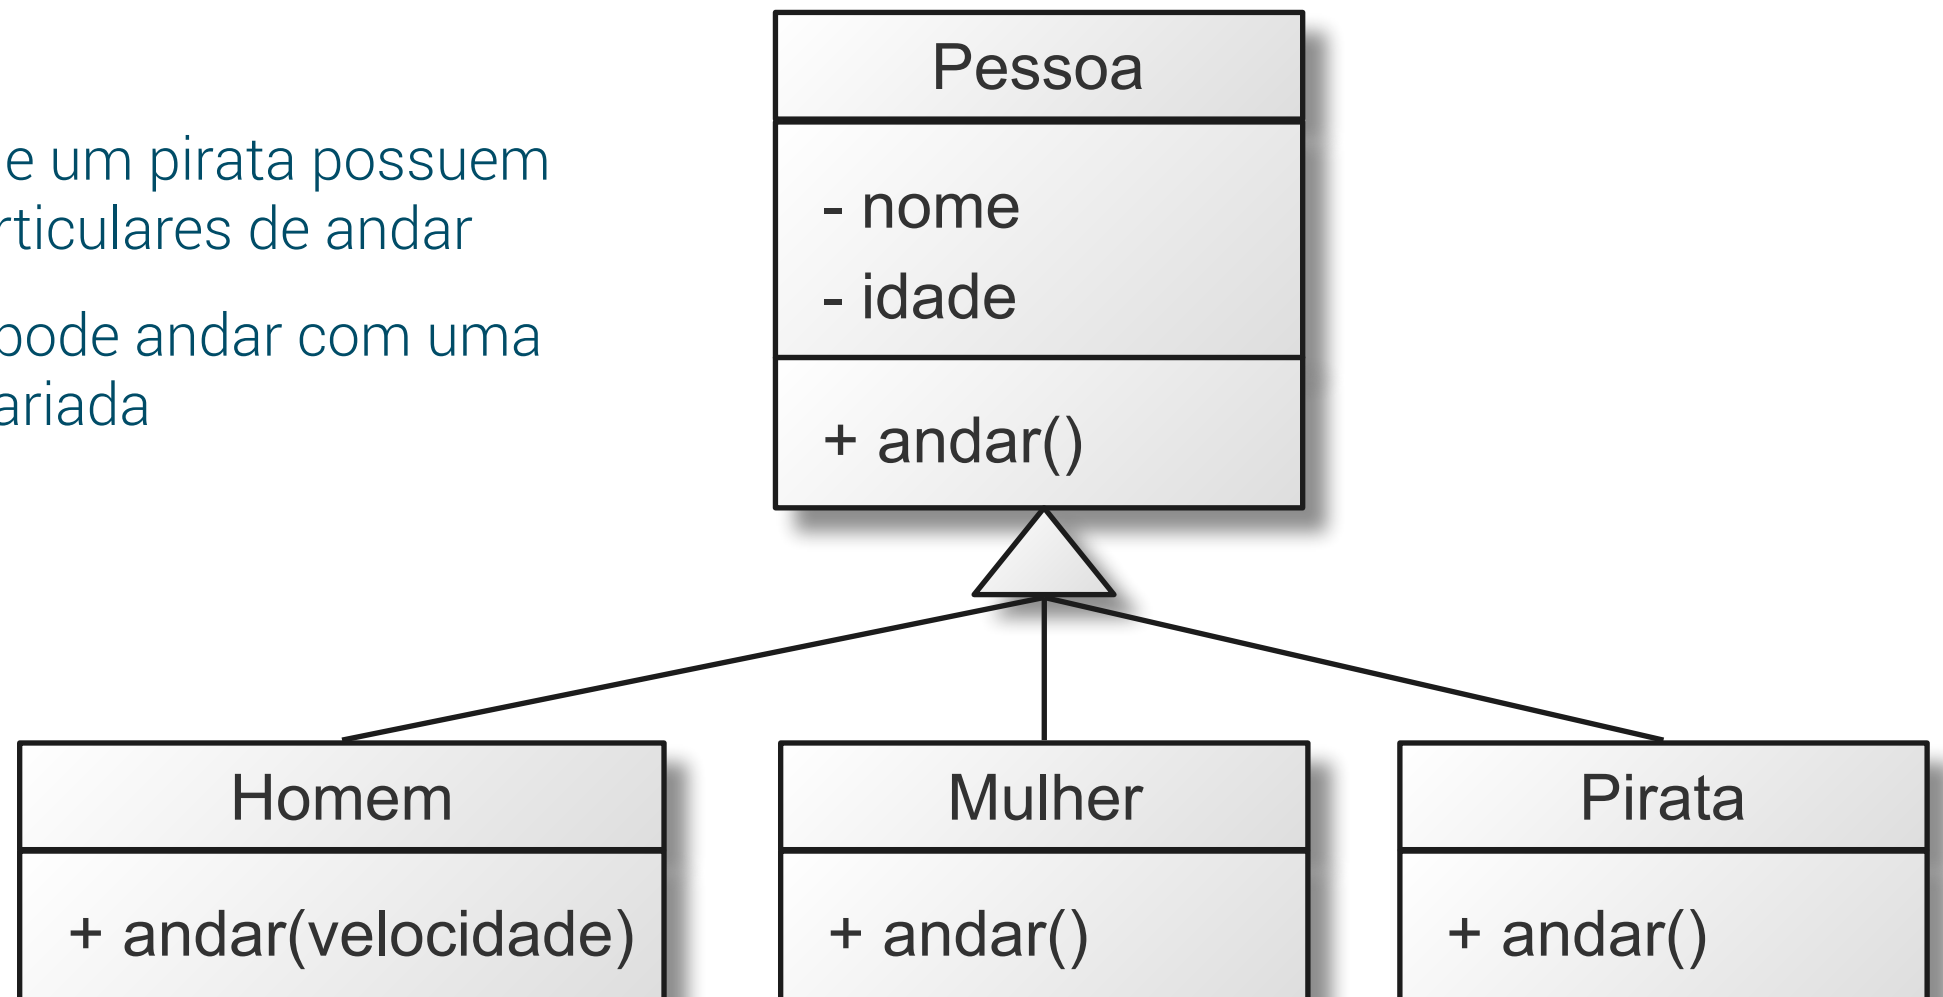 e um pirata possuem
rticulares de andar
pode andar com uma
ariada
Pessoa
- nome
- idade
+ andar()
Homem
+ andar(velocidade)
Mulher
+ andar()
Pirata
+ andar()